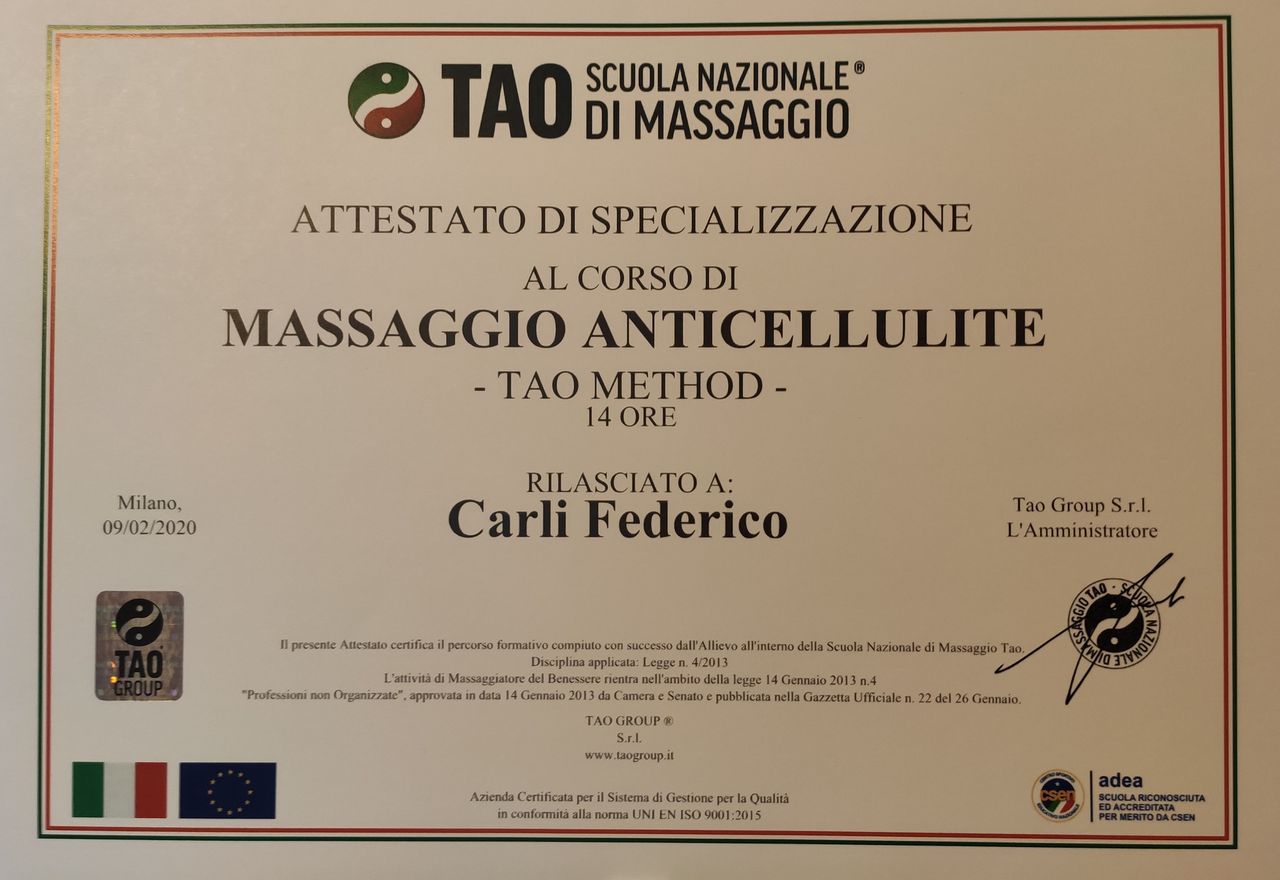 TAO SCUOLA NAZIONALE®
DI MASSAGGIO
ATTESTATO DI SPECIALIZZAZIONE
AL CORSO DI
MASSAGGIO ANTICELLULITE
- TAO METHOD -
14 ORE
RILASCIATO A:
Carli Federico
Milano,
09/02/2020
Tao Group S.r.l.
L'Amministratore
TAO
GROUP
TAO · SCUOLA NAZIONALE DI MASSAGGIO
Il presente Attestato certifica il percorso formativo compiuto con successo dall'Allievo all'interno della Scuola Nazionale di Massaggio Tao.
Disciplina applicata: Legge n. 4/2013
L'attività di Massaggiatore del Benessere rientra nell'ambito della legge 14 Gennaio 2013 n.4
"Professioni non Organizzate", approvata in data 14 Gennaio 2013 da Camera e Senato e pubblicata nella Gazzetta Ufficiale n. 22 del 26 Gennaio.
TAO GROUP ®
S.r.l.
www.taogroup.it
Azienda Certificata per il Sistema di Gestione per la Qualità
in conformità alla norma UNI EN ISO 9001:2015
csen
adea
SCUOLA RICONOSCIUTA
ED ACCREDITATA
PER MERITO DA CSEN